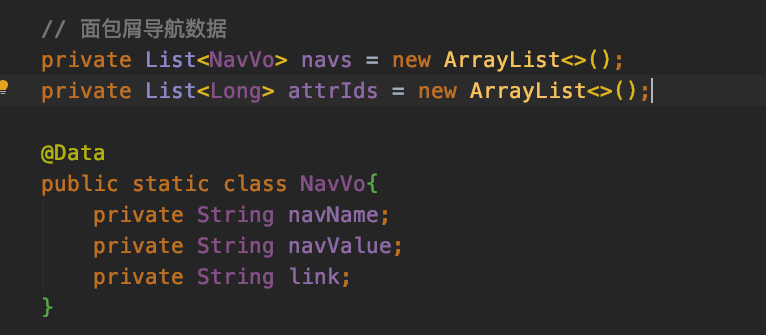 // 面包屑导航数据
private List<NavVo> navs = new ArrayList<>();
private List<Long> attrIds = new ArrayList<>();
@Data
public static class NavVo{
private String navName;
private String navValue;
private String link;
}